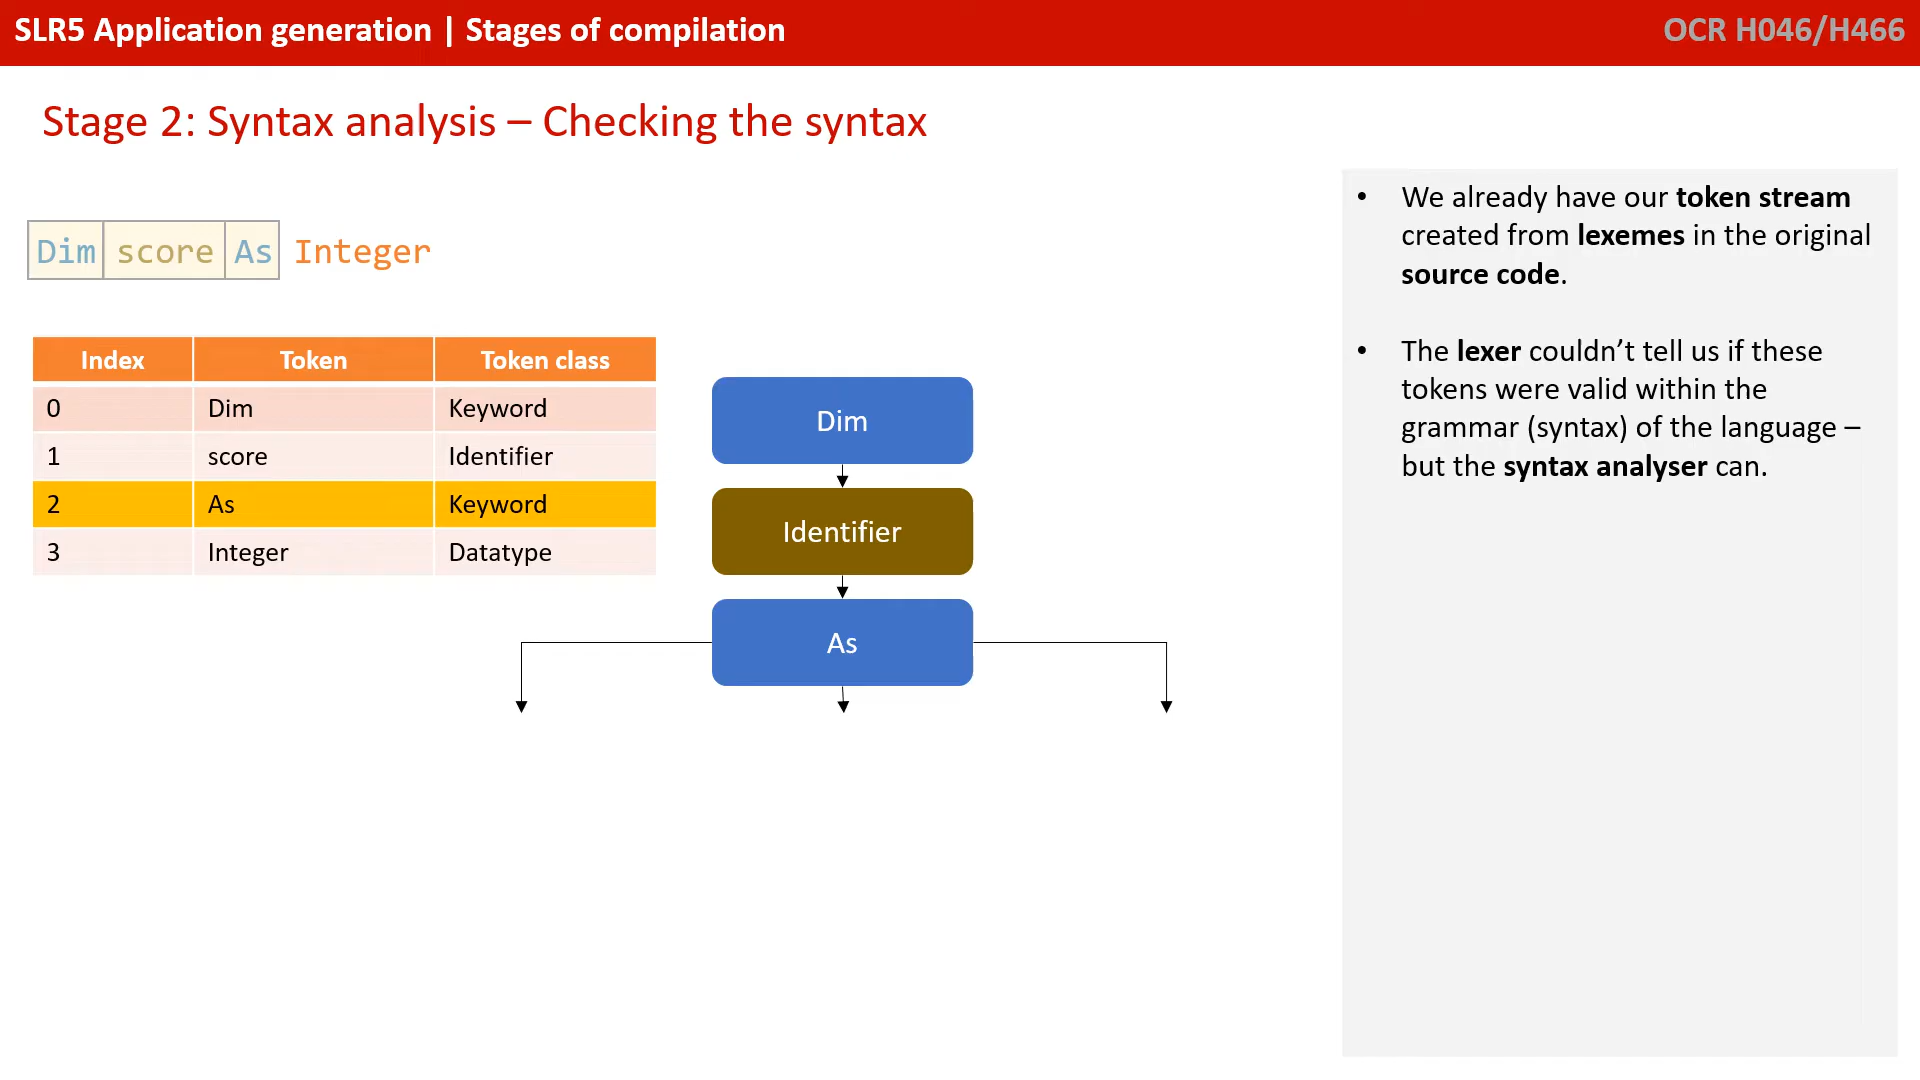 SLR5 Application generation | Stages of compilation
OCR H046/H466
Stage 2: Syntax analysis – Checking the syntax
Dim score As Integer
Index Token Token class
0 Dim Keyword
1 score Identifier
2 As Keyword
3 Integer Datatype
Dim
Identifier
As
• We already have our token stream
created from lexemes in the original
source code.
• The lexer couldn’t tell us if these
tokens were valid within the
grammar (syntax) of the language –
but the syntax analyser can.